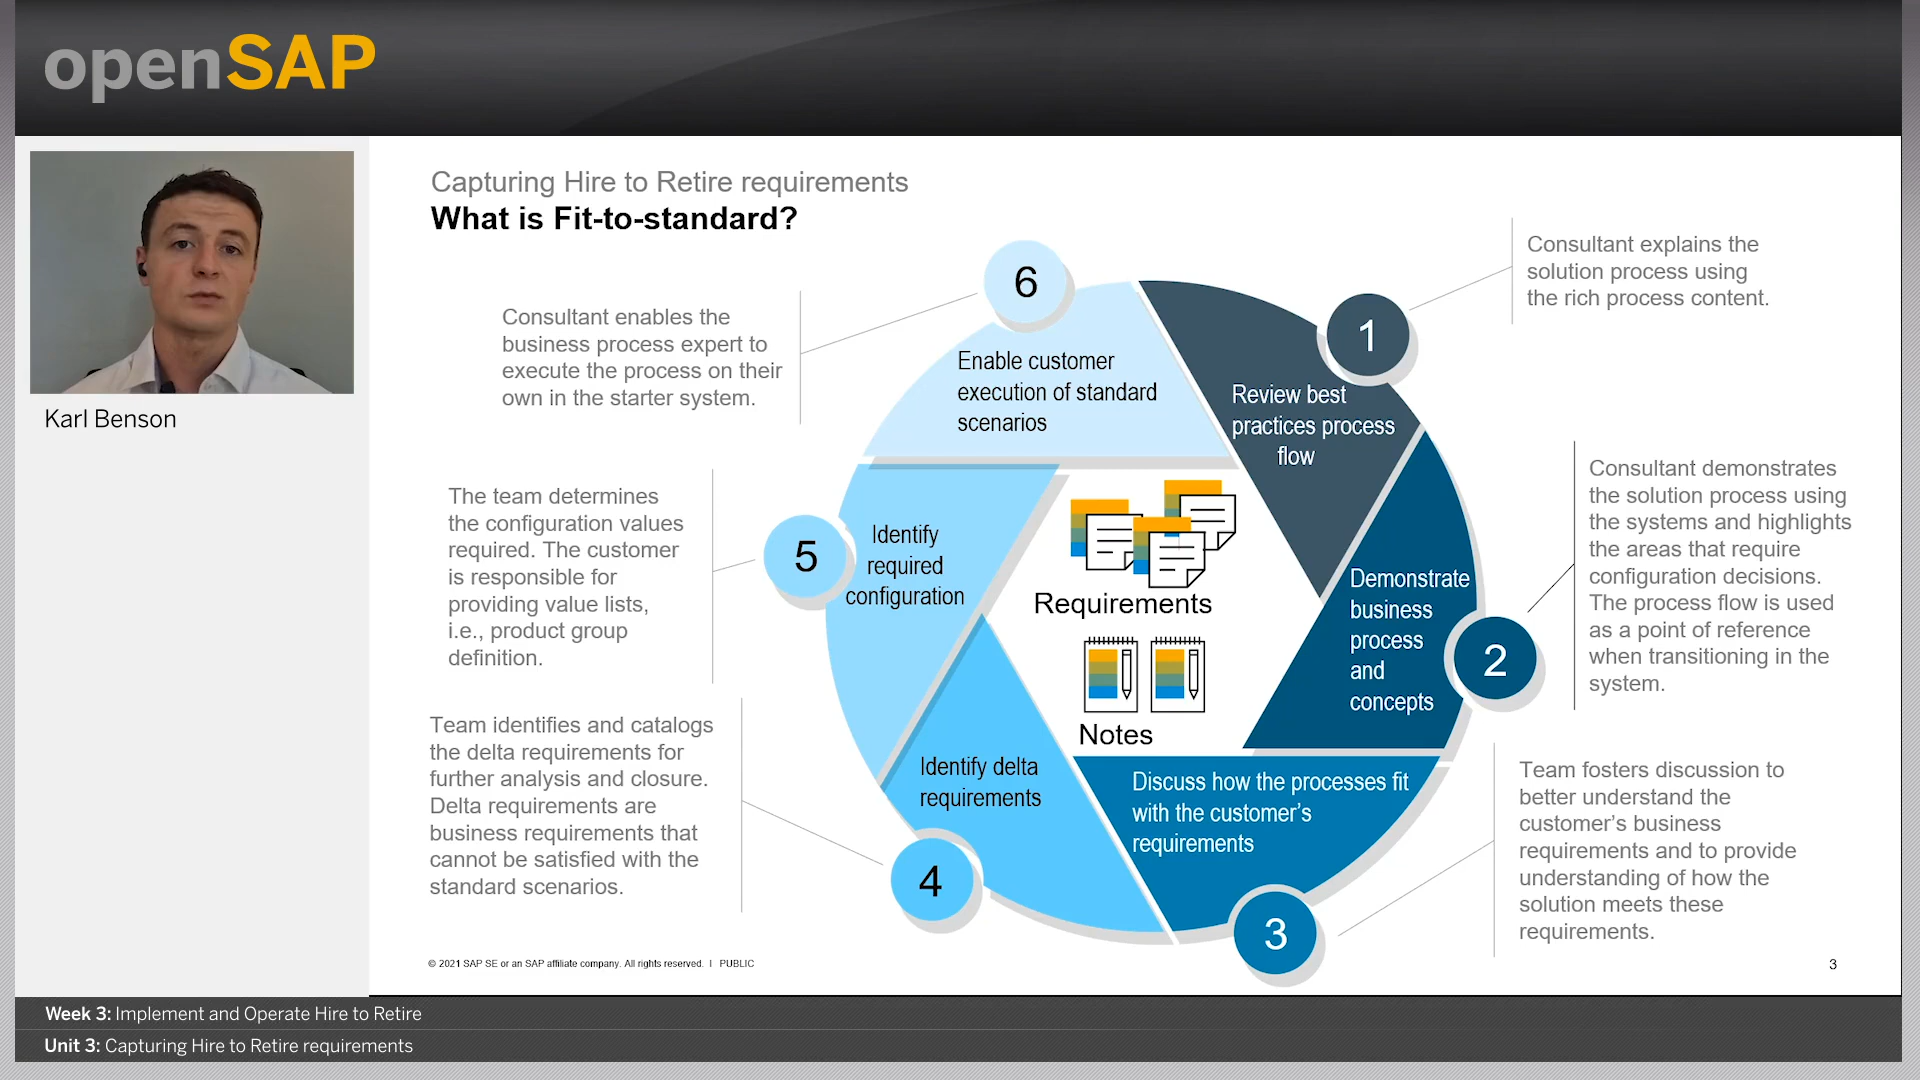 openSAP
Karl Benson
Capturing Hire to Retire requirements
What is Fit-to-standard?
1
Review best
practices process
flow
Consultant explains the
solution process using
the rich process content.
2
Demonstrate
business
process
and
concepts
Consultant demonstrates
the solution process using
the systems and highlights
the areas that require
configuration decisions.
The process flow is used
as a point of reference
when transitioning in the
system.
3
Discuss how the processes fit
with the customer’s
requirements
Team fosters discussion to
better understand the
customer’s business
requirements and to provide
understanding of how the
solution meets these
requirements.
4
Identify delta
requirements
Team identifies and catalogs
the delta requirements for
further analysis and closure.
Delta requirements are
business requirements that
cannot be satisfied with the
standard scenarios.
5
Identify
required
configuration
The team determines
the configuration values
required. The customer
is responsible for
providing value lists,
i.e., product group
definition.
6
Enable customer
execution of standard
scenarios
Consultant enables the
business process expert to
execute the process on their
own in the starter system.
Requirements
Notes
© 2021 SAP SE or an SAP affiliate company. All rights reserved. I PUBLIC
3
Week 3: Implement and Operate Hire to Retire
Unit 3: Capturing Hire to Retire requirements